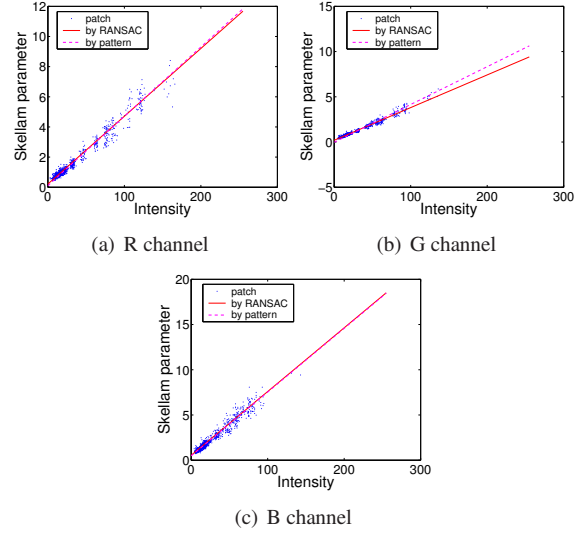 12
10
8
6
4
2
0
Skellam parameter
patch
by RANSAC
by pattern
0 100 200 300
Intensity
(a) R channel
15
10
5
0
−5
Skellam parameter
patch
by RANSAC
by pattern
0 100 200 300
Intensity
(b) G channel
20
15
10
5
0
Skellam parameter
patch
by RANSAC
by pattern
0 100 200 300
Intensity
(c) B channel